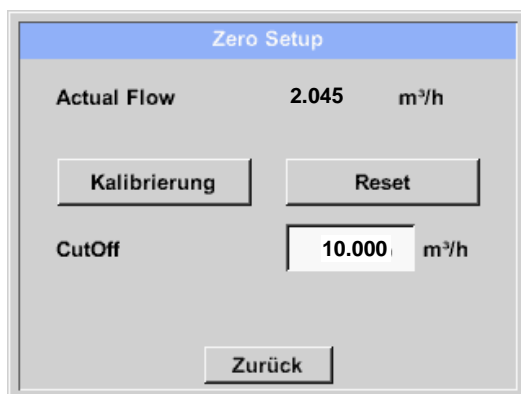 Zero Setup
Actual Flow 2.045 m³/h
Kalibrierung Reset
CutOff 10.000 m³/h
Zurück